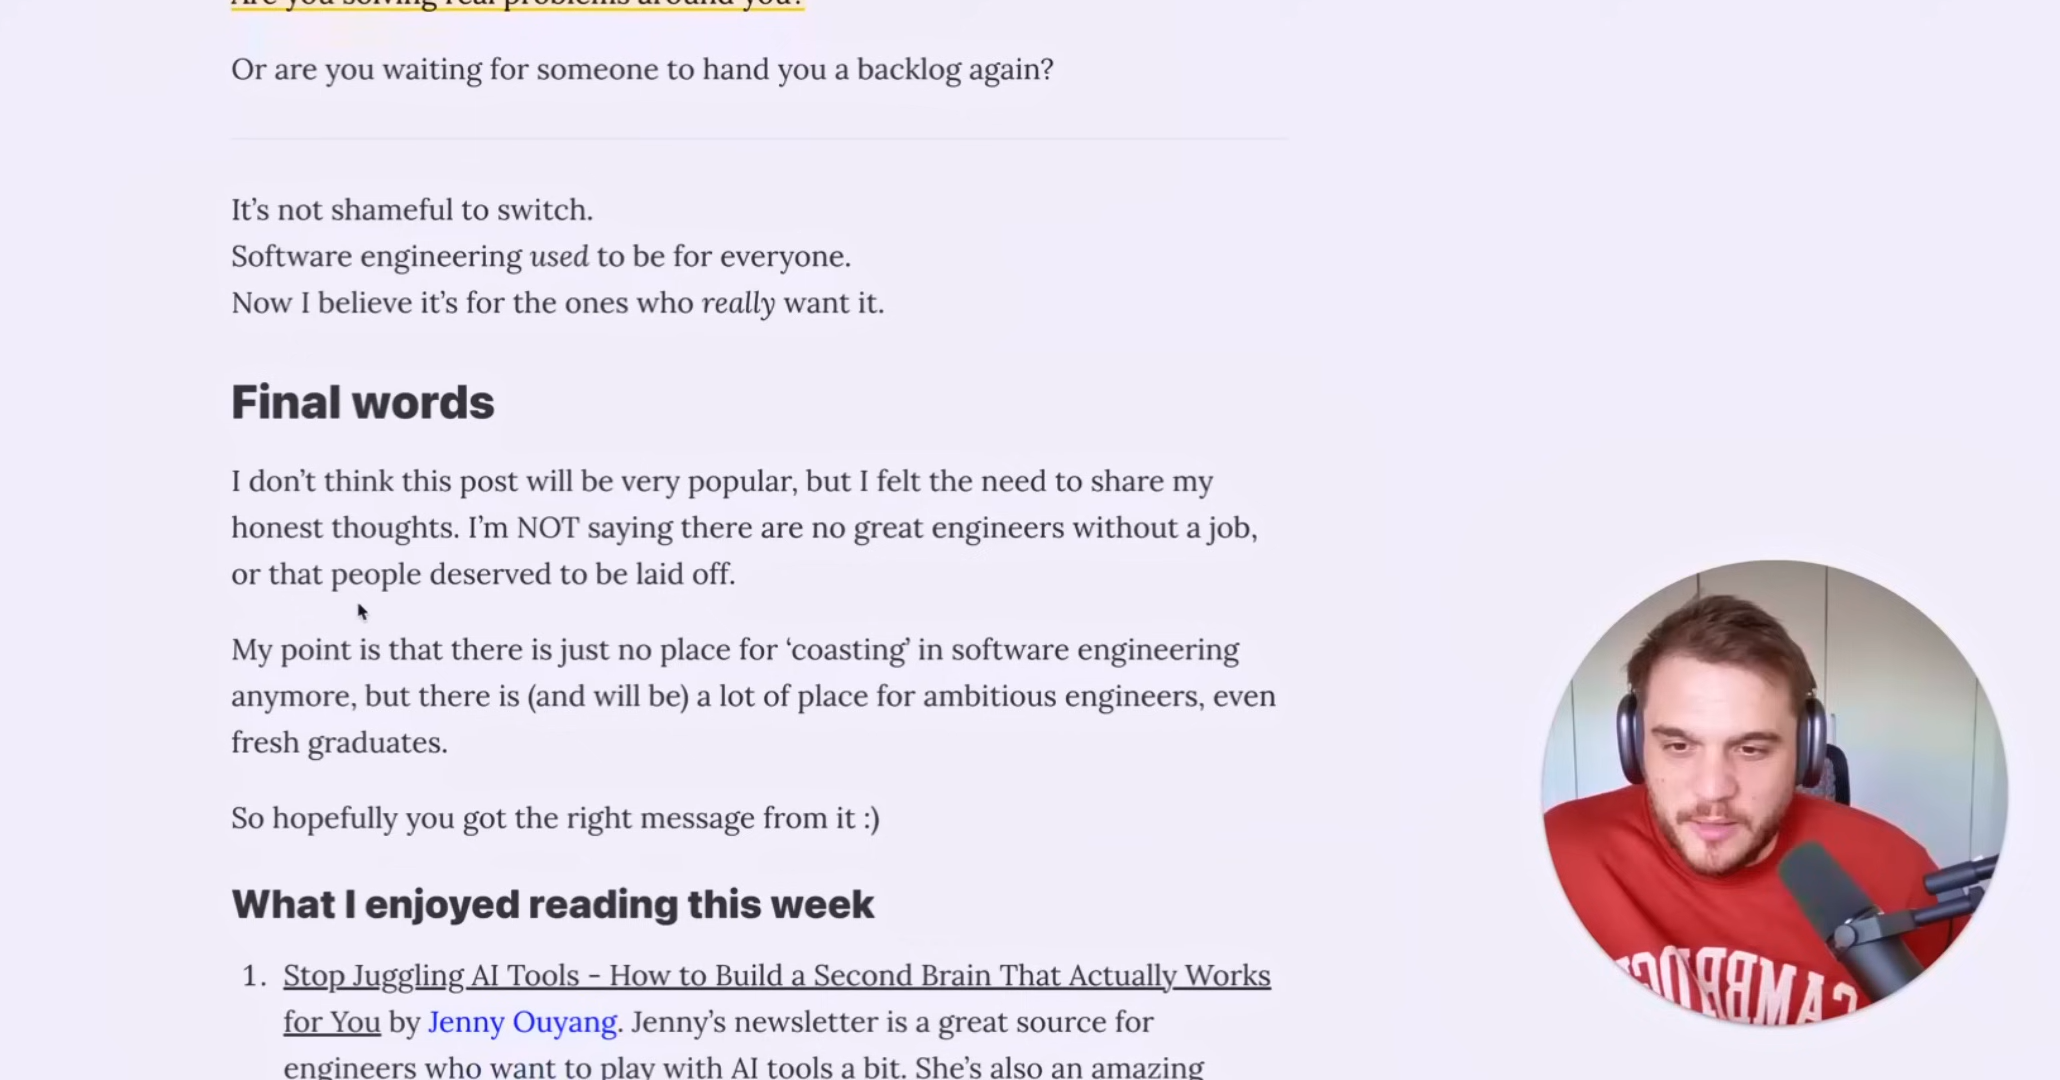 Are you solving real problems around you?
Or are you waiting for someone to hand you a backlog again?
It’s not shameful to switch.
Software engineering used to be for everyone.
Now I believe it’s for the ones who really want it.
Final words
I don’t think this post will be very popular, but I felt the need to share my
honest thoughts. I’m NOT saying there are no great engineers without a job,
or that people deserved to be laid off.
My point is that there is just no place for ‘coasting’ in software engineering
anymore, but there is (and will be) a lot of place for ambitious engineers, even
fresh graduates.
So hopefully you got the right message from it :)
What I enjoyed reading this week
1. Stop Juggling AI Tools - How to Build a Second Brain That Actually Works
for You by Jenny Ouyang. Jenny’s newsletter is a great source for
engineers who want to play with AI tools a bit. She’s also an amazing